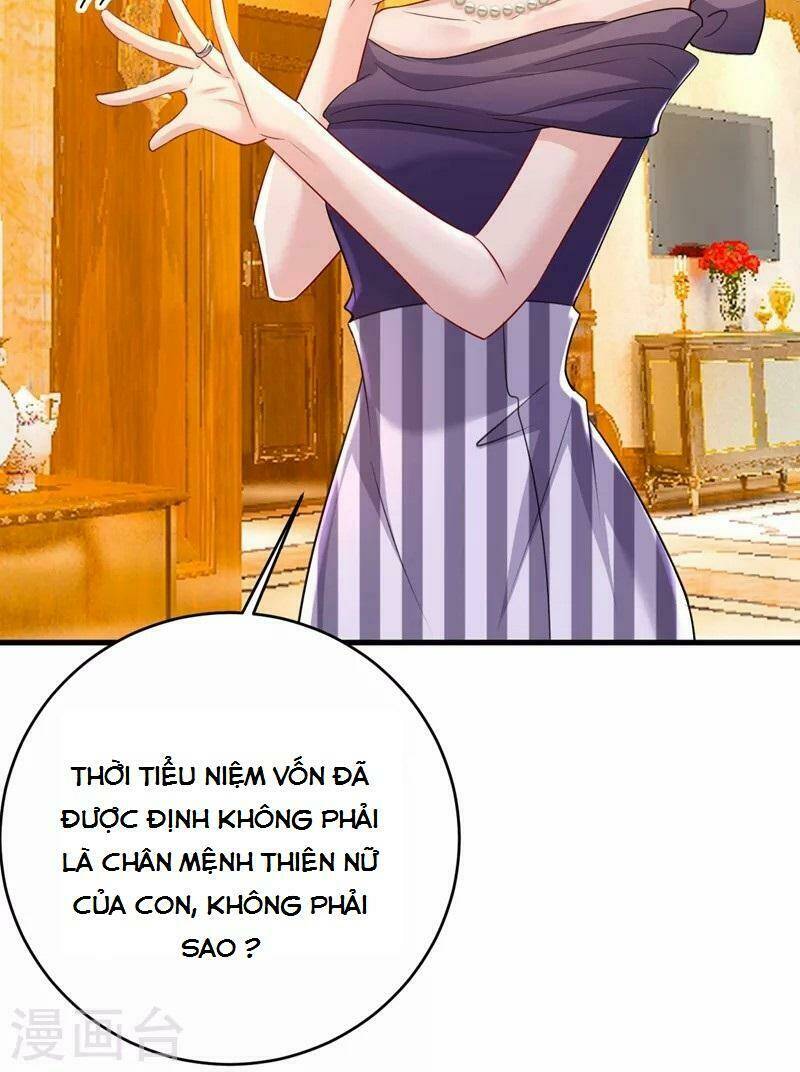 THỜI TIỂU NIỆM VỐN ĐÃ
ĐƯỢC ĐỊNH KHÔNG PHẢI
LÀ CHÂN MỆNH THIÊN NỮ
CỦA CON, KHÔNG PHẢI
SAO ?
漫画台